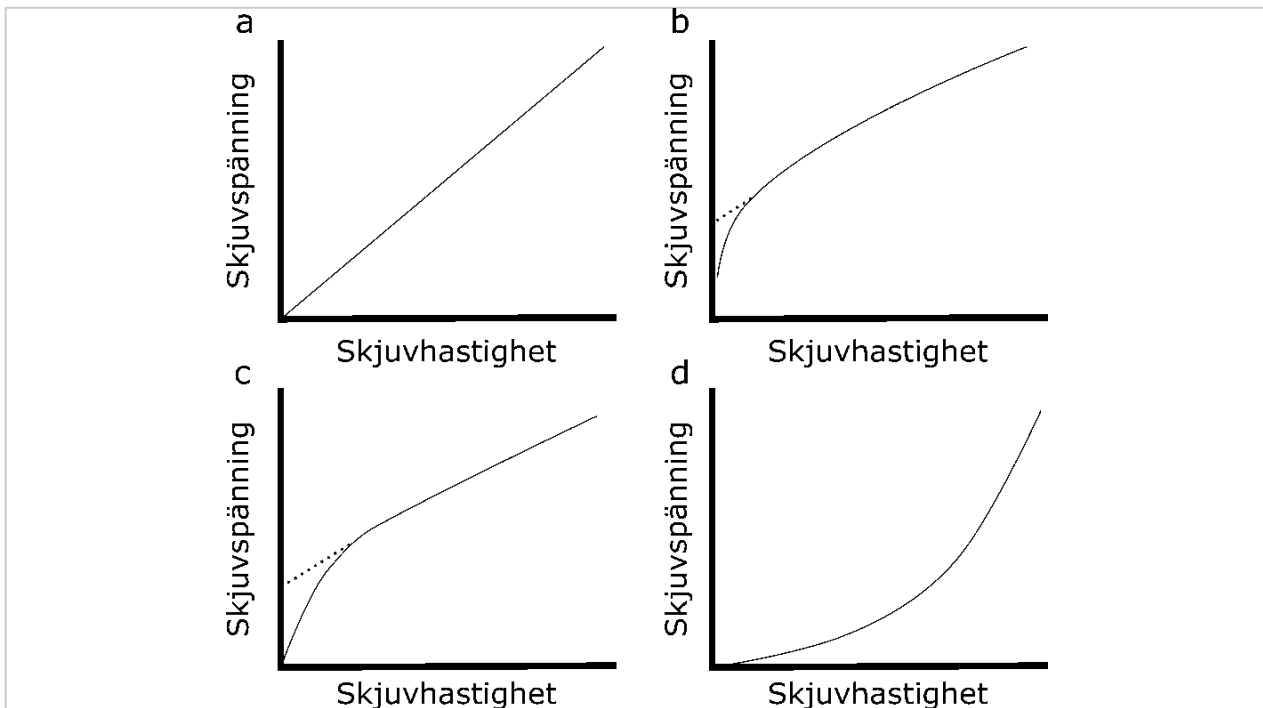 a
Skjuvspänning
Skjuvhastighet
b
Skjuvspänning
Skjuvhastighet
c
Skjuvspänning
Skjuvhastighet
d
Skjuvspänning
Skjuvhastighet